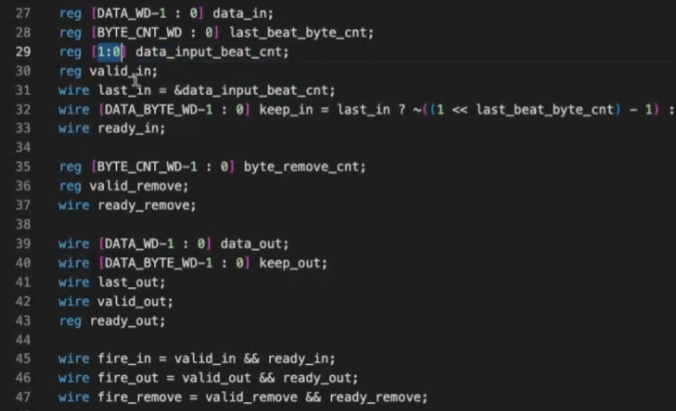 27 reg [DATA_WD-1 : 0] data_in;
28 reg [BYTE_CNT_WD : 0] last_beat_byte_cnt;
29 reg [1:0] data_input_beat_cnt;
30 reg valid_in;
31 wire last_in = &data_input_beat_cnt;
32 wire [DATA_BYTE_WD-1 : 0] keep_in = last_in ? ~((1 << last_beat_byte_cnt) - 1) :
33 wire ready_in;
34
35 reg [BYTE_CNT_WD-1 : 0] byte_remove_cnt;
36 reg valid_remove;
37 wire ready_remove;
38
39 wire [DATA_WD-1 : 0] data_out;
40 wire [DATA_BYTE_WD-1 : 0] keep_out;
41 wire last_out;
42 wire valid_out;
43 reg ready_out;
44
45 wire fire_in = valid_in && ready_in;
46 wire fire_out = valid_out && ready_out;
47 wire fire_remove = valid_remove && ready_remove;